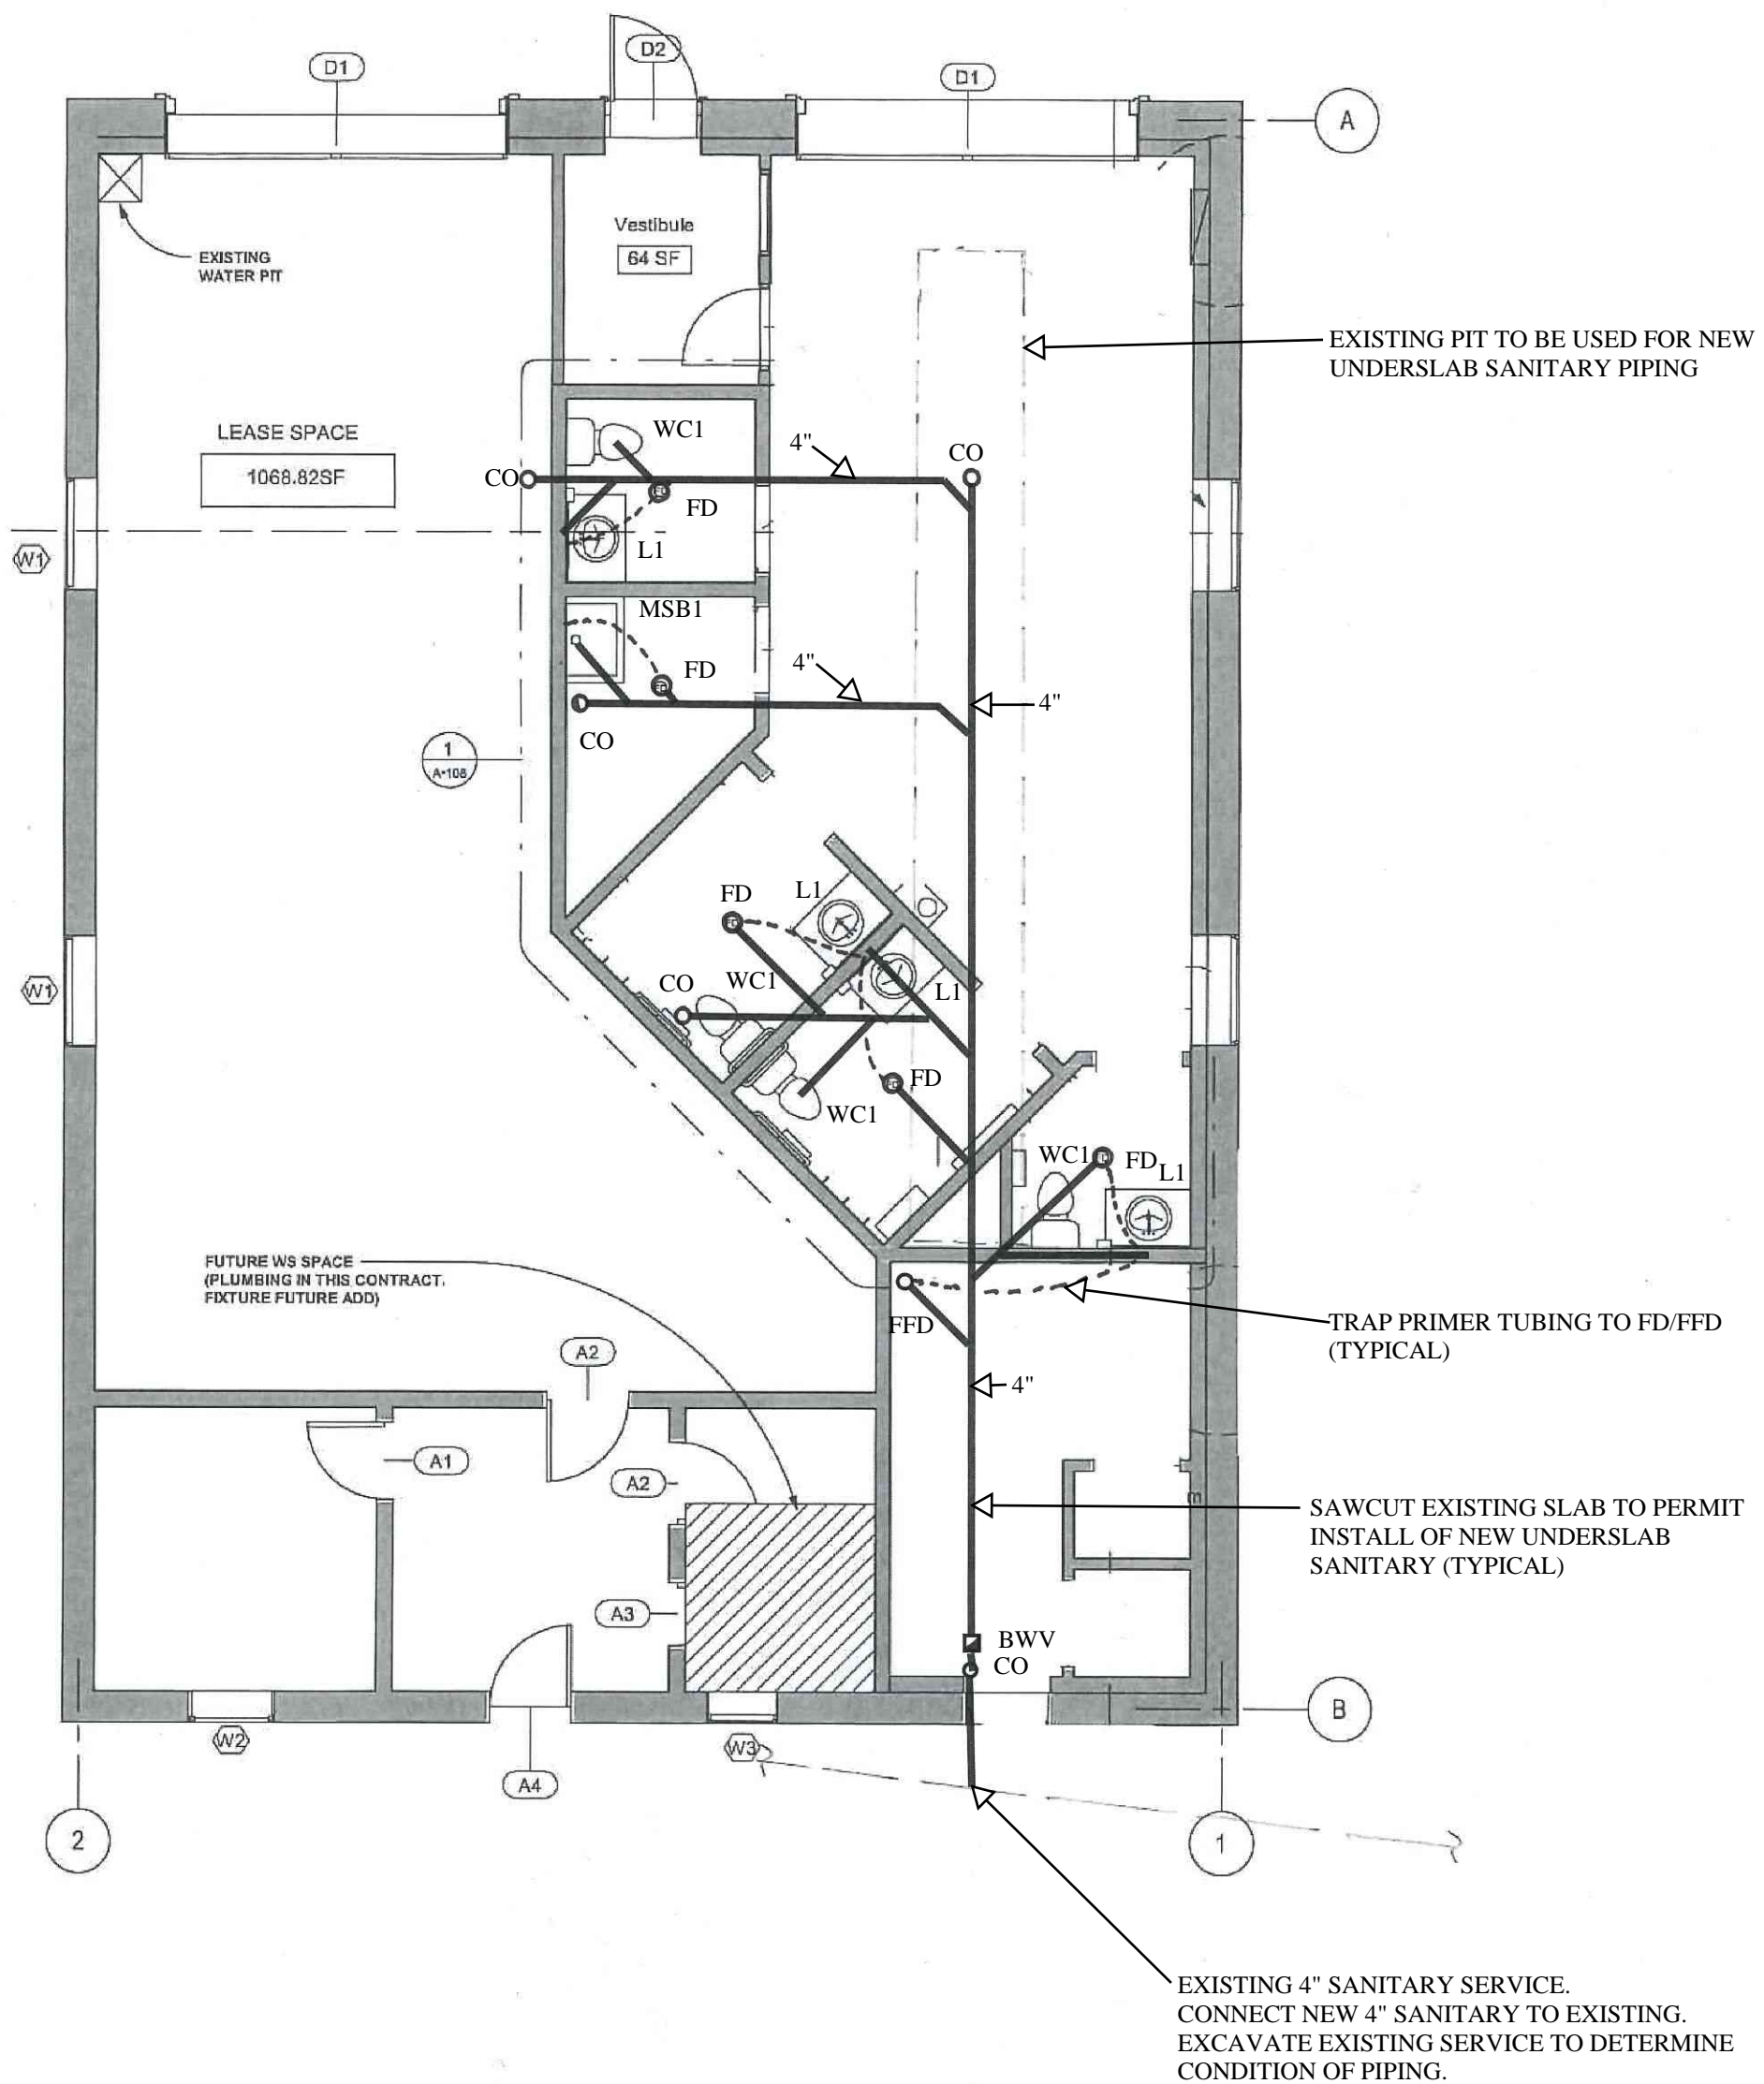 D1
D2
D1
A
Vestibule
64 SF
EXISTING
WATER PIT
EXISTING PIT TO BE USED FOR NEW
UNDERSLAB SANITARY PIPING
LEASE SPACE
1068.82SF
WC1
4"
CO
CO
FD
FD
L1
W1
MSB1
FD
FD
4"
4"
CO
1
A-108
FD
L1
FD
WC1
CO
L1
W1
FD
FD
WC1
WC1
FD
L1
FUTURE WS SPACE
(PLUMBING IN THIS CONTRACT.
FIXTURE FUTURE ADD)
FFD
TRAP PRIMER TUBING TO FD/FFD
(TYPICAL)
A2
4"
A1
A2
SAWCUT EXISTING SLAB TO PERMIT
INSTALL OF NEW UNDERSLAB
SANITARY (TYPICAL)
A3
BWV
CO
B
W2
W3
A4
2
1
EXISTING 4" SANITARY SERVICE.
CONNECT NEW 4" SANITARY TO EXISTING.
EXCAVATE EXISTING SERVICE TO DETERMINE
CONDITION OF PIPING.